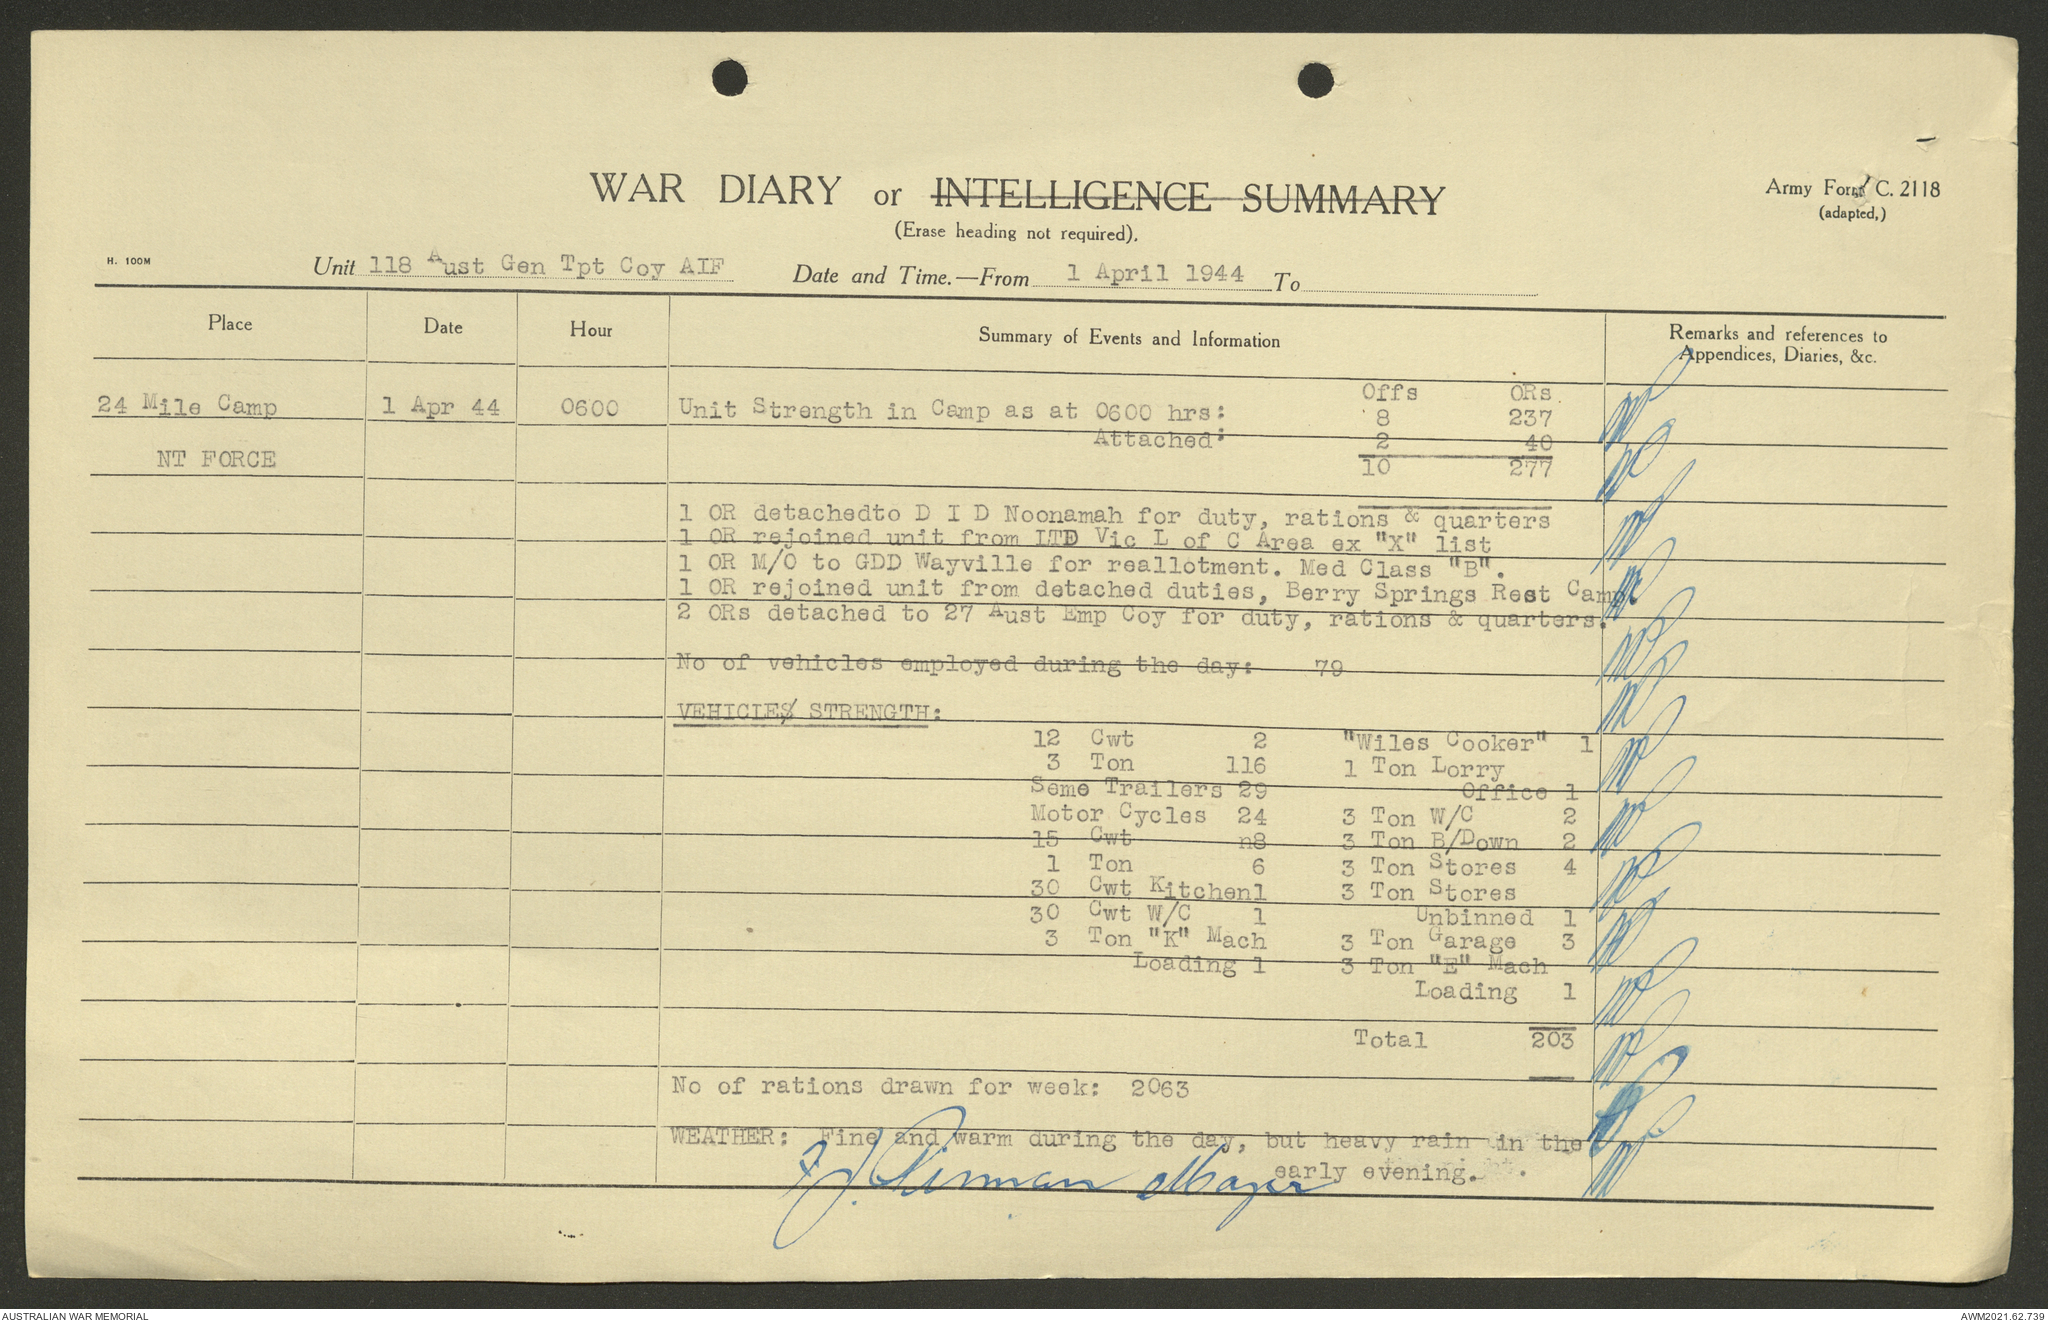 WAR DIARY or INTELLIGENCE SUMMARY
(Erase heading not required).
Army Form C. 2118
(adapted,)
H. 100M
Unit 118 Aust Gen Tpt Coy AIF Date and Time.—From 1 April 1944 To
Place Date Hour Summary of Events and Information Remarks and references to Appendices, Diaries, &c.
Offs ORs.
24 Mile Camp 1 Apr 44 0600 Unit Strength in Camp as at 0600 hrs: 8 237
Attached: 2 40
NT FORCE 10 277
1 OR detachedto D I D Noonamah for duty, rations & quarters
1 OR rejoined unit from LTD Vic L of C Area ex "X" list
1 OR M/O to GDD Wayville for reallotment. Med Class "B".
1 OR rejoined unit from detached duties, Berry Springs Rest Camp
2 ORs detached to 27 Aust Emp Coy for duty, rations & quarters.
No of vehicles employed during the day: 79
VEHICLES STRENGTH:
12 Cwt 2 "Wiles Cooker" 1
3 Ton 116 1 Ton Lorry
Seme Trailers 29 Office 1
Motor Cycles 24 3 Ton W/C 2
15 Cwt n8 3 Ton B/Down 2
1 Ton 6 3 Ton Stores 4
30 Cwt Kitchen1 3 Ton Stores
30 Cwt W/C 1 Unbinned 1
3 Ton "K" Mach 3 Ton Garage 3
Loading 1 3 Ton "E" Mach
Loading 1
Total 203
No of rations drawn for week: 2063
WEATHER: Fine and warm during the day, but heavy rain in the
early evening.
Major
AUSTRALIAN WAR MEMORIAL AWM2021.62.739